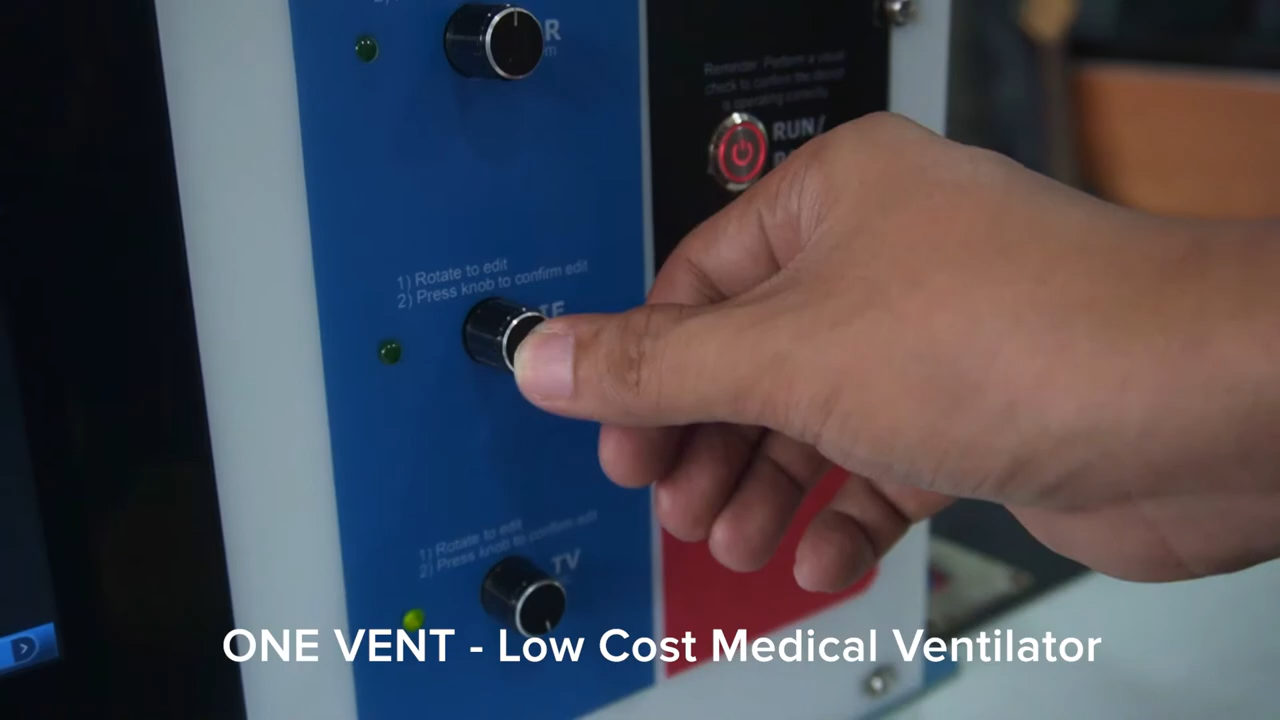 R
Reminder: Perform a visual
check to confirm the device
is operating correctly.
RUN/
1) Rotate to edit
2) Press knob to confirm edit
IE
1) Rotate to edit
2) Press knob to confirm edit
TV
ONE VENT - Low Cost Medical Ventilator